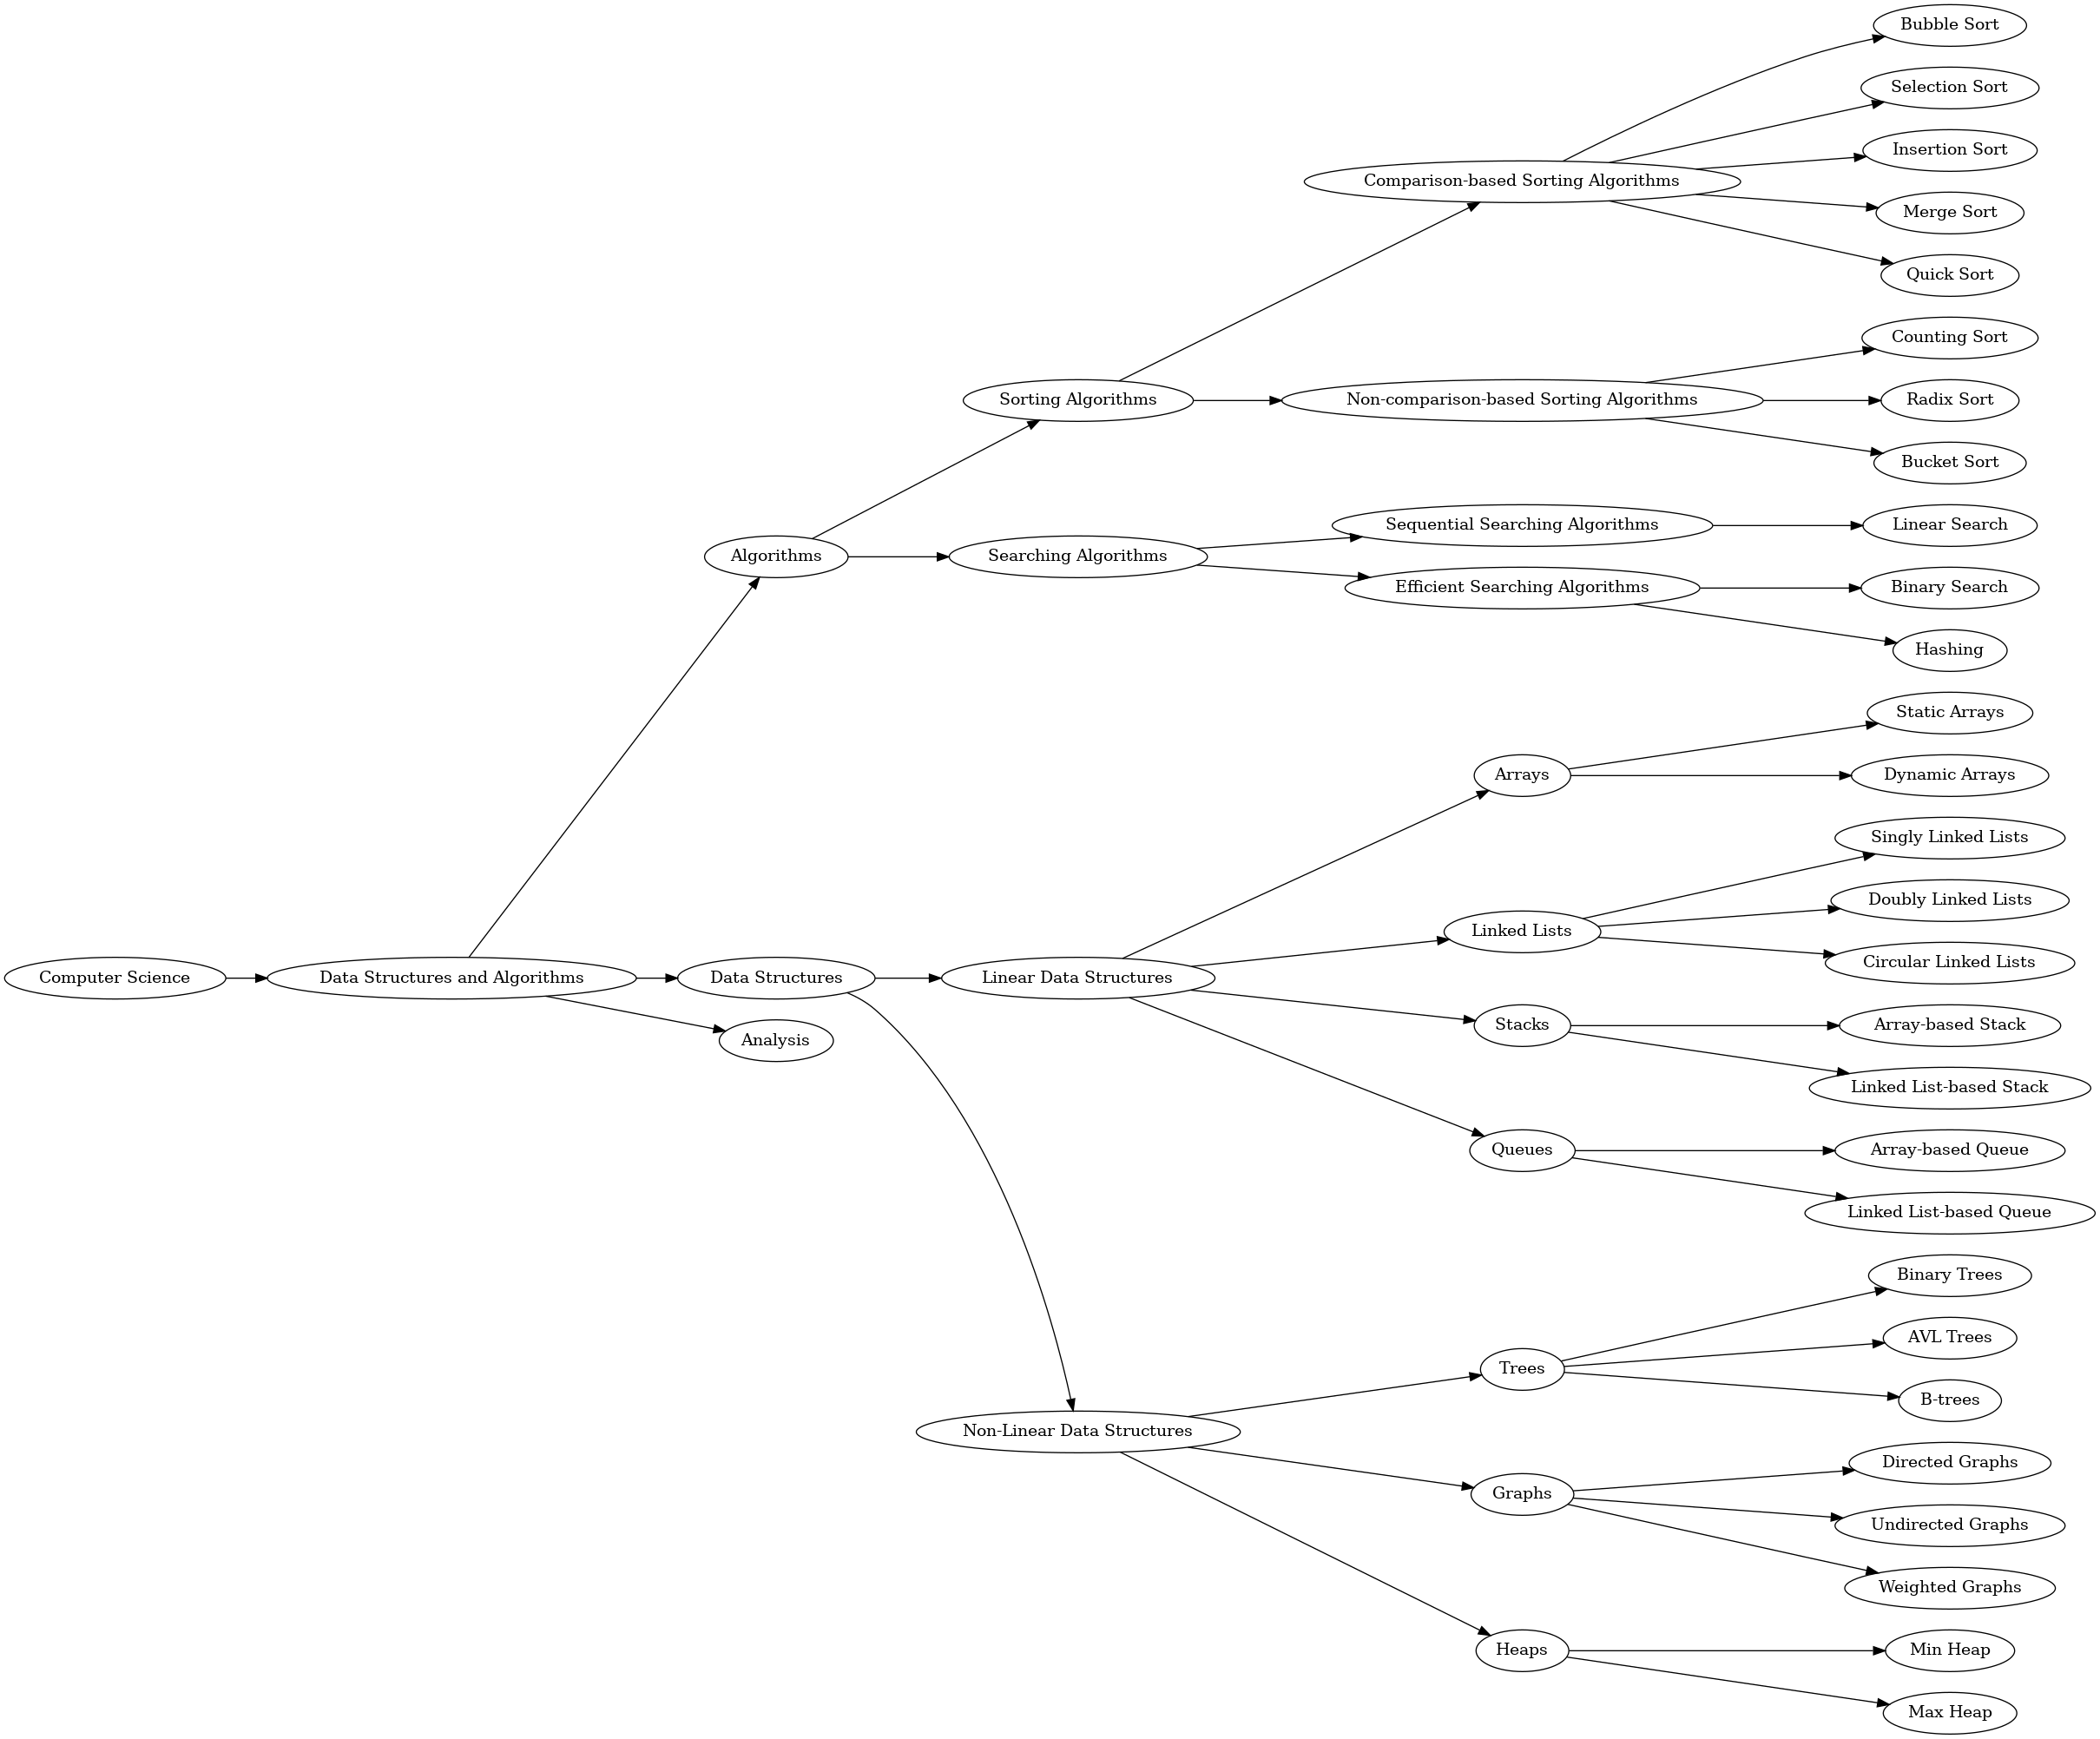 Computer Science
Data Structures and Algorithms
Algorithms
Data Structures
Analysis
Sorting Algorithms
Searching Algorithms
Linear Data Structures
Non-Linear Data Structures
Comparison-based Sorting Algorithms
Non-comparison-based Sorting Algorithms
Sequential Searching Algorithms
Efficient Searching Algorithms
Arrays
Linked Lists
Stacks
Queues
Trees
Graphs
Heaps
Bubble Sort
Selection Sort
Insertion Sort
Merge Sort
Quick Sort
Counting Sort
Radix Sort
Bucket Sort
Linear Search
Binary Search
Hashing
Static Arrays
Dynamic Arrays
Singly Linked Lists
Doubly Linked Lists
Circular Linked Lists
Array-based Stack
Linked List-based Stack
Array-based Queue
Linked List-based Queue
Binary Trees
AVL Trees
B-trees
Directed Graphs
Undirected Graphs
Weighted Graphs
Min Heap
Max Heap